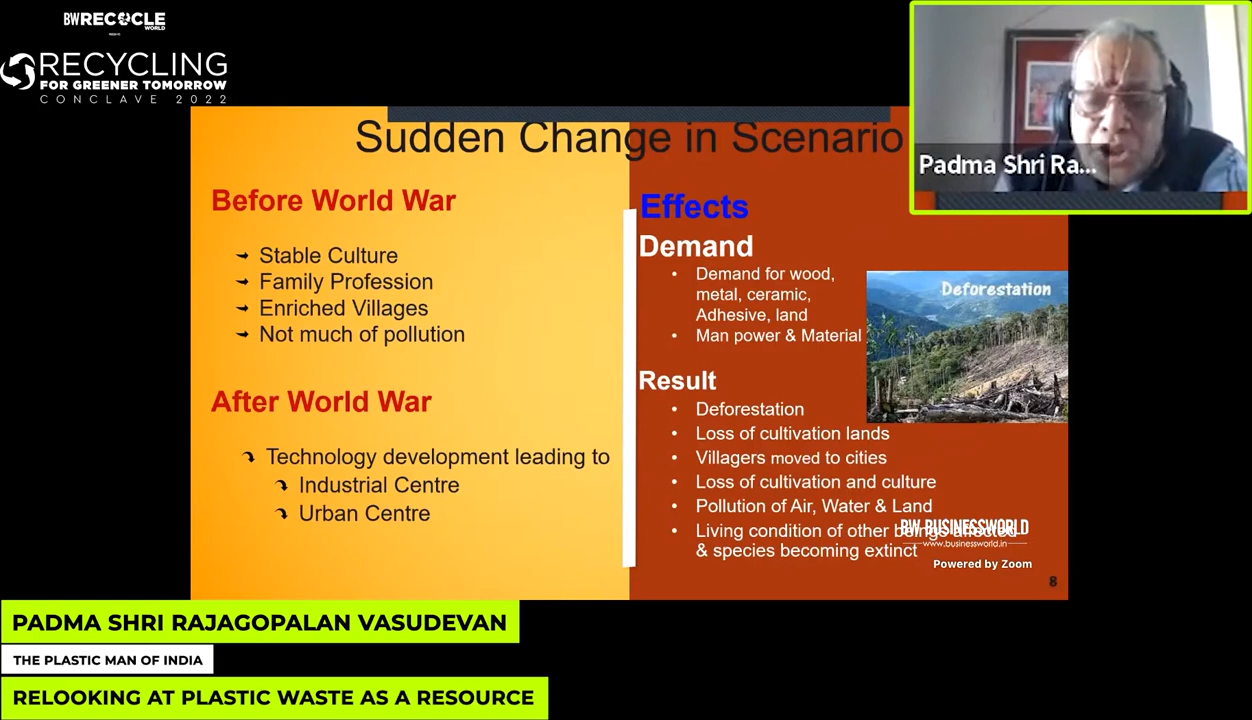 BW RECYCLE
WORLD
RECYCLING
FOR GREENER TOMORROW
CONCLAVE 2022
Padma Shri Ra...
Sudden Change in Scenario
Before World War
Stable Culture
Family Profession
Enriched Villages
Not much of pollution
After World War
Technology development leading to
Industrial Centre
Urban Centre
Effects
Demand
• Demand for wood,
metal, ceramic,
Adhesive, land
• Man power & Material
Deforestation
Result
• Deforestation
• Loss of cultivation lands
• Villagers moved to cities
• Loss of cultivation and culture
• Pollution of Air, Water & Land
• Living condition of other beings affected
& species becoming extinct
BW BUSINESSWORLD
www.businessworld.in
Powered by Zoom
8
PADMA SHRI RAJAGOPALAN VASUDEVAN
THE PLASTIC MAN OF INDIA
RELOOKING AT PLASTIC WASTE AS A RESOURCE